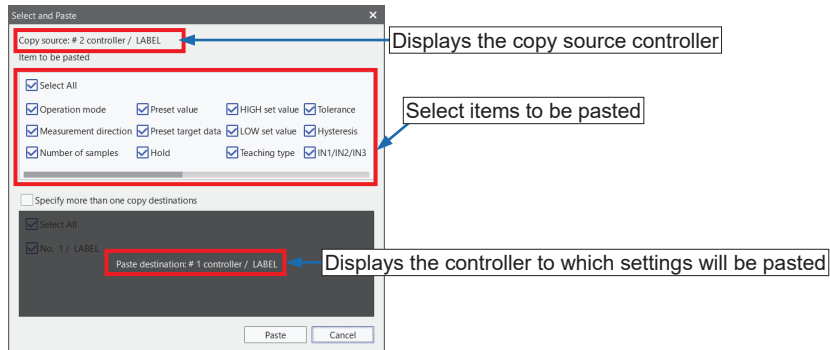 Select and Paste
Copy source: # 2 controller / LABEL
Displays the copy source controller
Item to be pasted
Select All
Operation mode Preset value HIGH set value Tolerance
Select items to be pasted
Measurement direction Preset target data LOW set value Hysteresis
Number of samples Hold Teaching type IN1/IN2/IN3
Specify more than one copy destinations
Select All
No. 1 / LABEL
Paste destination: # 1 controller / LABEL
Displays the controller to which settings will be pasted
Paste Cancel